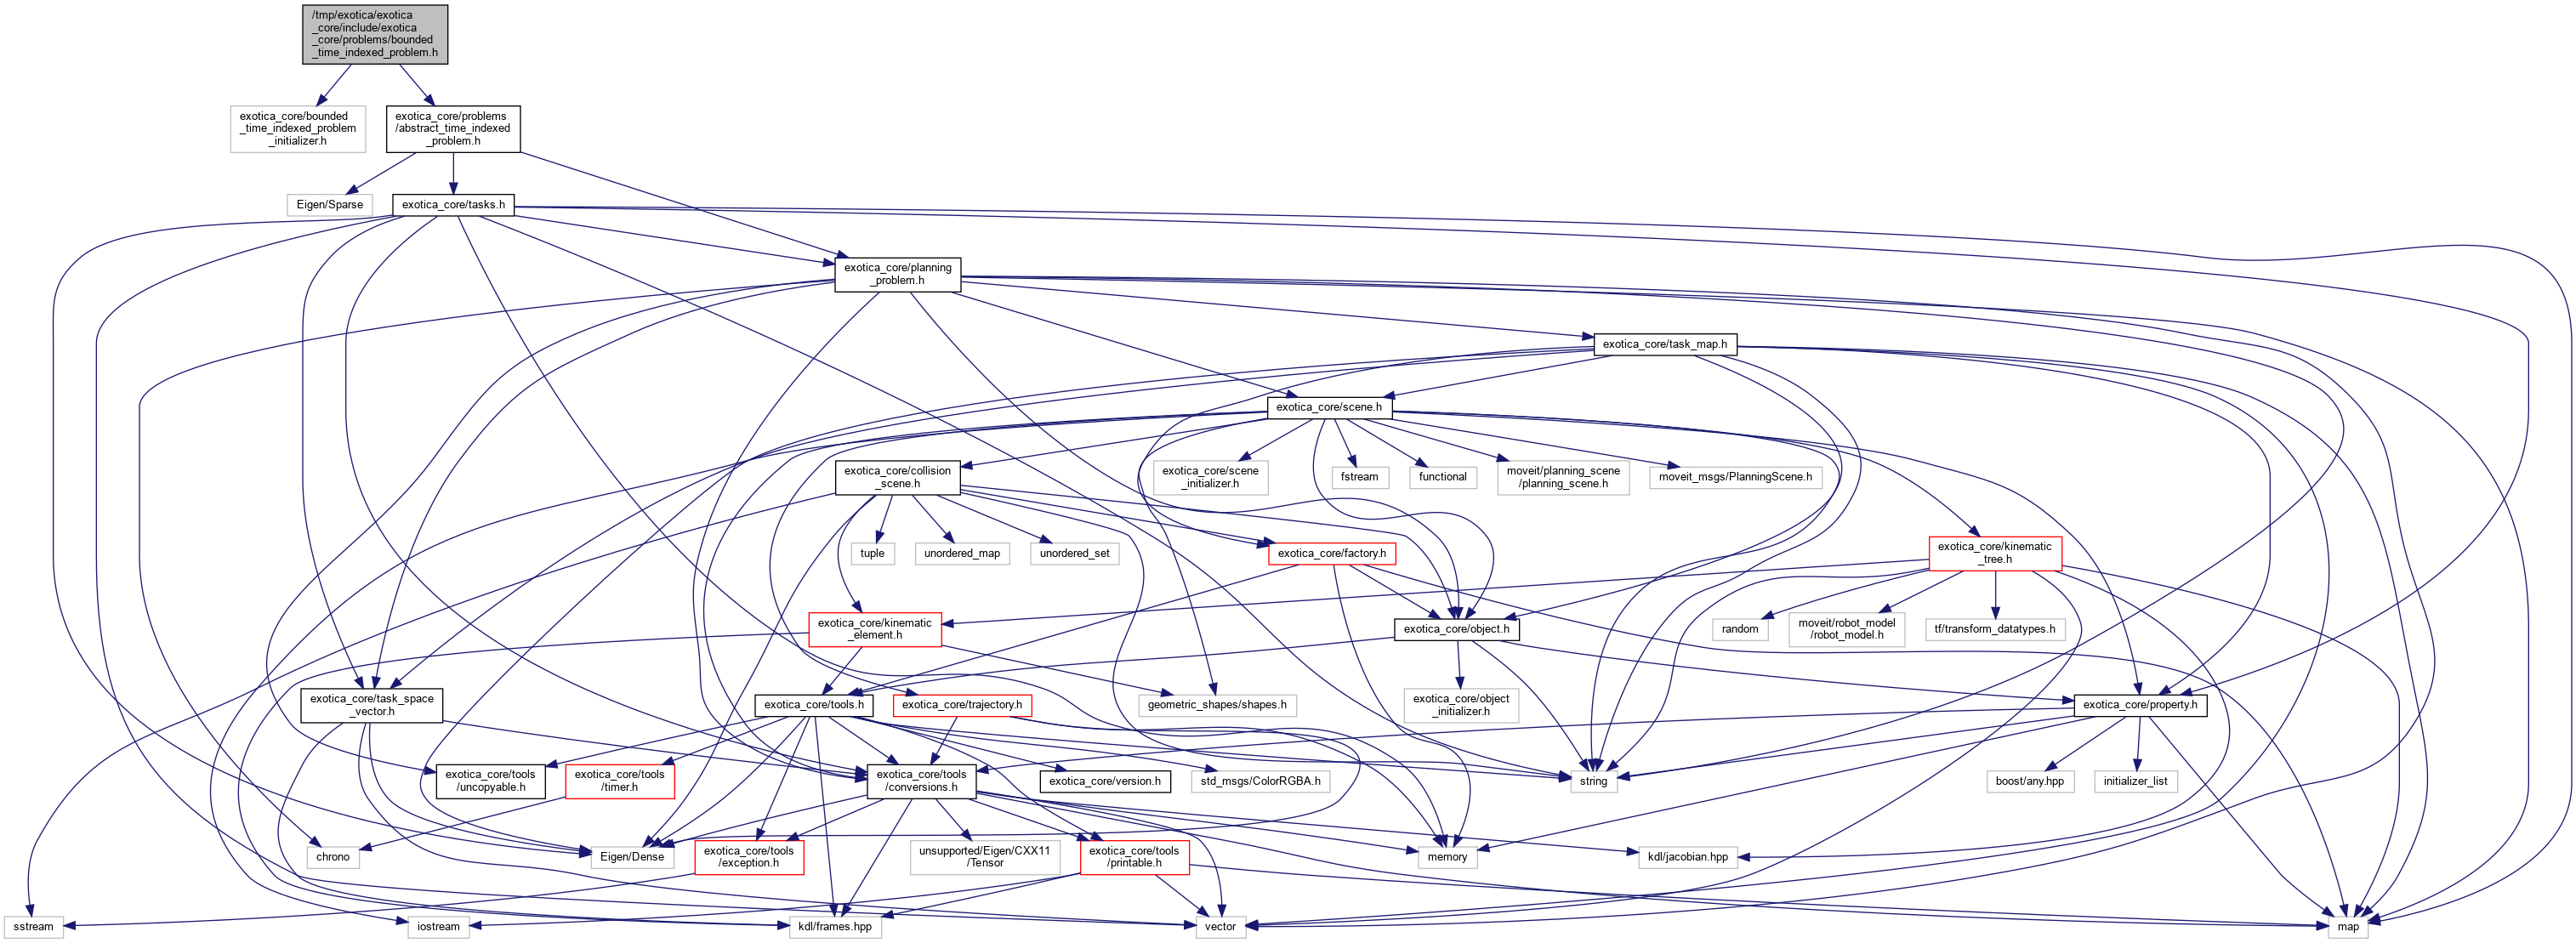 /tmp/exotica/exotica
_core/include/exotica
_core/problems/bounded
_time_indexed_problem.h
exotica_core/bounded
_time_indexed_problem
_initializer.h
exotica_core/problems
/abstract_time_indexed
_problem.h
Eigen/Sparse
exotica_core/tasks.h
exotica_core/planning
_problem.h
exotica_core/task_map.h
exotica_core/scene.h
exotica_core/collision
_scene.h
exotica_core/scene
_initializer.h
fstream
functional
moveit/planning_scene
/planning_scene.h
moveit_msgs/PlanningScene.h
tuple
unordered_map
unordered_set
exotica_core/factory.h
exotica_core/kinematic
_tree.h
exotica_core/kinematic
_element.h
exotica_core/object.h
random
moveit/robot_model
/robot_model.h
tf/transform_datatypes.h
exotica_core/task_space
_vector.h
exotica_core/tools.h
exotica_core/trajectory.h
geometric_shapes/shapes.h
exotica_core/object
_initializer.h
exotica_core/property.h
exotica_core/tools
/uncopyable.h
exotica_core/tools
/timer.h
exotica_core/tools
/conversions.h
exotica_core/version.h
std_msgs/ColorRGBA.h
string
boost/any.hpp
initializer_list
chrono
Eigen/Dense
exotica_core/tools
/exception.h
unsupported/Eigen/CXX11
/Tensor
exotica_core/tools
/printable.h
memory
kdl/jacobian.hpp
sstream
iostream
kdl/frames.hpp
vector
map